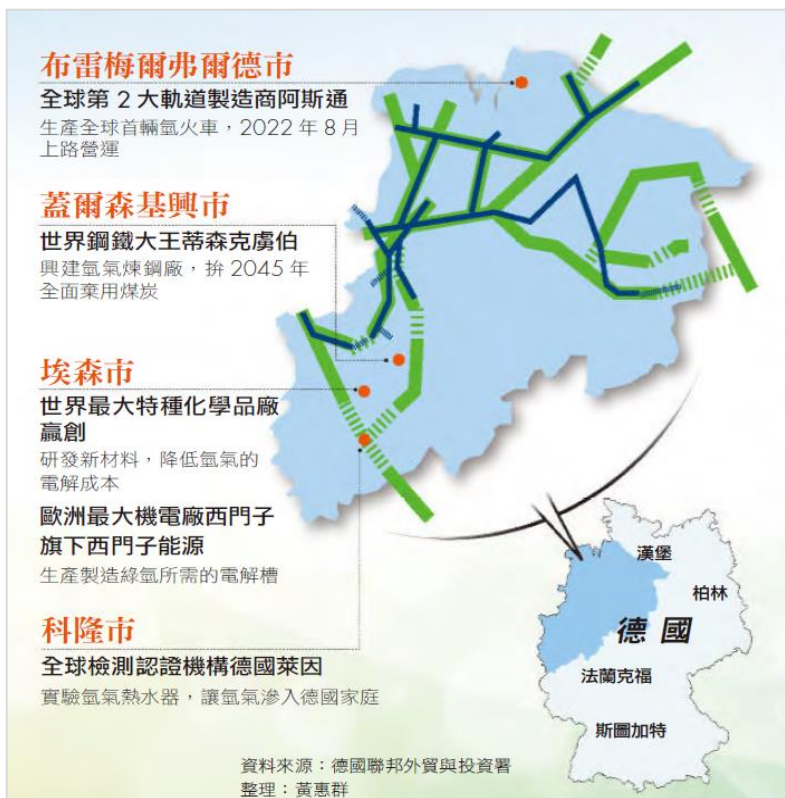 布雷梅爾弗爾德市
全球第 2 大軌道製造商阿斯通
生產全球首輛氫火車，2022 年 8 月
上路營運
蓋爾森基興市
世界鋼鐵大王蒂森克虜伯
興建氫氣煉鋼廠，拚 2045 年
全面棄用煤炭
埃森市
世界最大特種化學品廠
贏創
研發新材料，降低氫氣的
電解成本
歐洲最大機電廠西門子
旗下西門子能源
生產製造綠氫所需的電解槽
科隆市
全球檢測認證機構德國萊因
實驗氫氣熱水器，讓氫氣滲入德國家庭
漢堡
柏林
德國
法蘭克福
斯圖加特
資料來源：德國聯邦外貿與投資署
整理：黃惠群